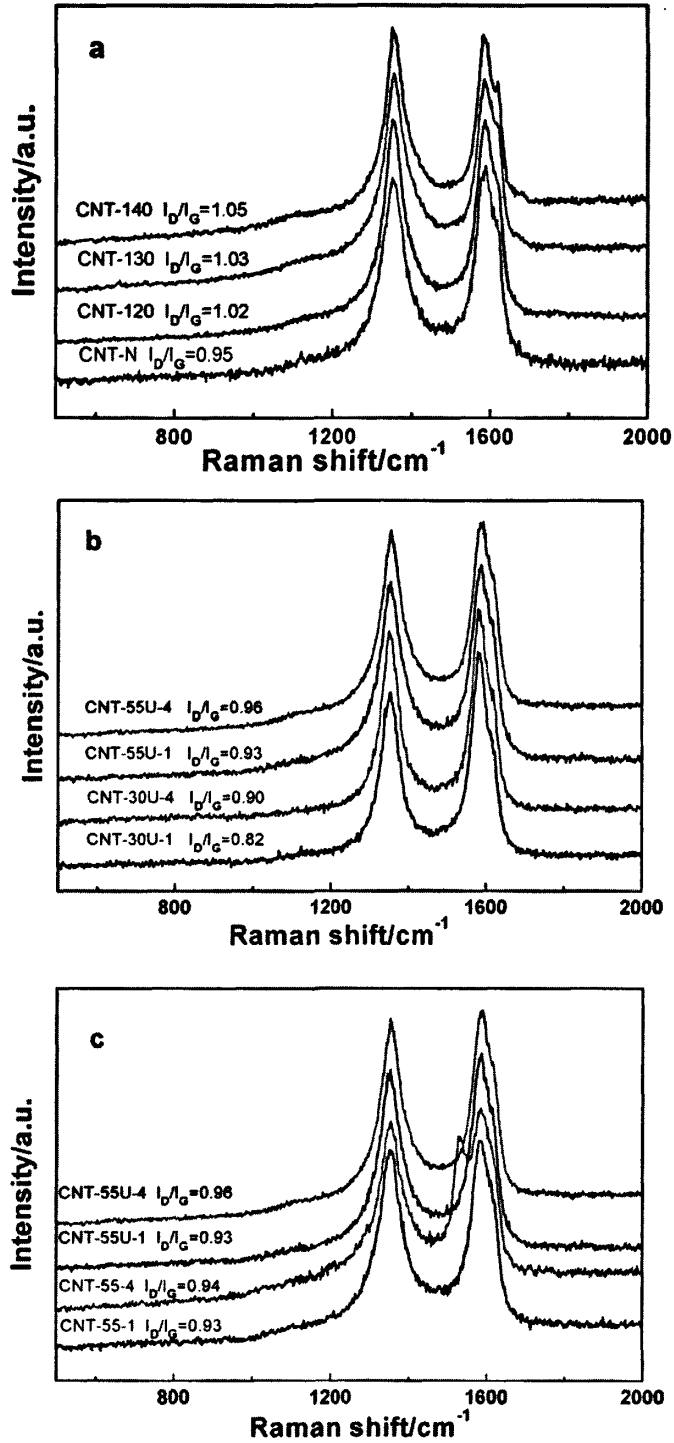 a
CNT-140 I_D/I_G=1.05
CNT-130 I_D/I_G=1.03
CNT-120 I_D/I_G=1.02
CNT-N I_D/I_G=0.95
Intensity/a.u.
800 1200 1600 2000
Raman shift/cm⁻¹
b
CNT-55U-4 I_D/I_G=0.96
CNT-55U-1 I_D/I_G=0.93
CNT-30U-4 I_D/I_G=0.90
CNT-30U-1 I_D/I_G=0.82
Intensity/a.u.
800 1200 1600 2000
Raman shift/cm⁻¹
c
CNT-55U-4 I_D/I_G=0.96
CNT-55U-1 I_D/I_G=0.93
CNT-55-4 I_D/I_G=0.94
CNT-55-1 I_D/I_G=0.93
Intensity/a.u.
800 1200 1600 2000
Raman shift/cm⁻¹